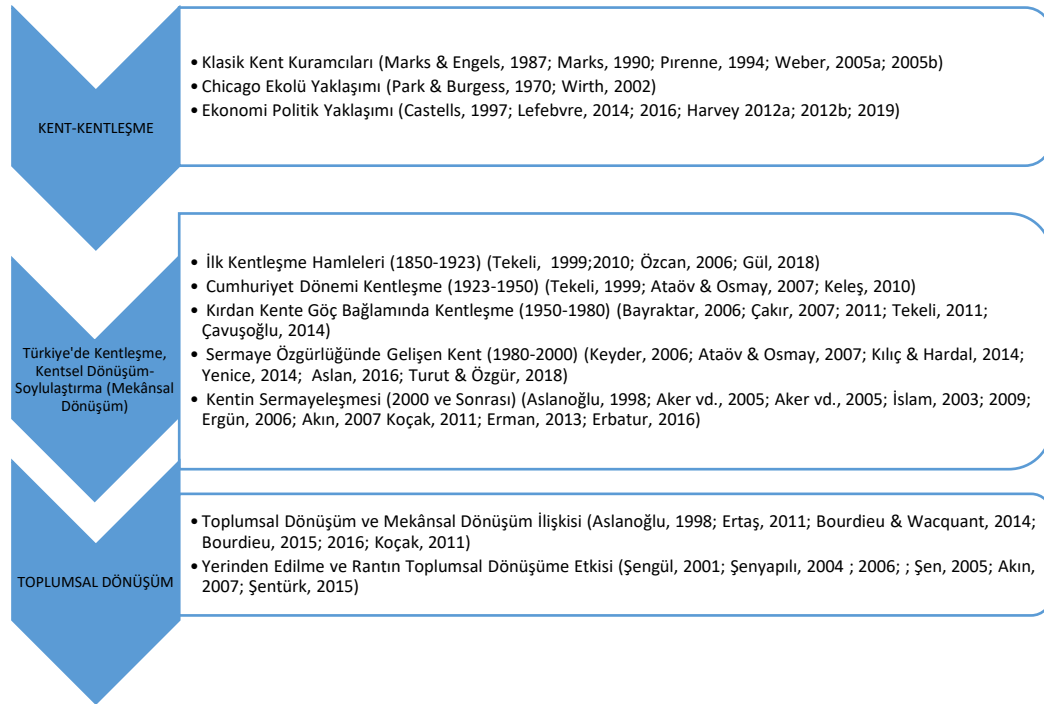 KENT-KENTLEŞME
• Klasik Kent Kuramcıları (Marks & Engels, 1987; Marks, 1990; Pırenne, 1994; Weber, 2005a; 2005b)
• Chicago Ekolü Yaklaşımı (Park & Burgess, 1970; Wirth, 2002)
• Ekonomi Politik Yaklaşımı (Castells, 1997; Lefebvre, 2014; 2016; Harvey 2012a; 2012b; 2019)
Türkiye'de Kentleşme,
Kentsel Dönüşüm-
Soylulaştırma (Mekânsal
Dönüşüm)
• İlk Kentleşme Hamleleri (1850-1923) (Tekeli, 1999;2010; Özcan, 2006; Gül, 2018)
• Cumhuriyet Dönemi Kentleşme (1923-1950) (Tekeli, 1999; Ataöv & Osmay, 2007; Keleş, 2010)
• Kırdan Kente Göç Bağlamında Kentleşme (1950-1980) (Bayraktar, 2006; Çakır, 2007; 2011; Tekeli, 2011;
Çavuşoğlu, 2014)
• Sermaye Özgürlüğünde Gelişen Kent (1980-2000) (Keyder, 2006; Ataöv & Osmay, 2007; Kılıç & Hardal, 2014;
Yenice, 2014; Aslan, 2016; Turut & Özgür, 2018)
• Kentin Sermayeleşmesi (2000 ve Sonrası) (Aslanoğlu, 1998; Aker vd., 2005; Aker vd., 2005; İslam, 2003; 2009;
Ergün, 2006; Akın, 2007 Koçak, 2011; Erman, 2013; Erbatur, 2016)
TOPLUMSAL DÖNÜŞÜM
• Toplumsal Dönüşüm ve Mekânsal Dönüşüm İlişkisi (Aslanoğlu, 1998; Ertaş, 2011; Bourdieu & Wacquant, 2014;
Bourdieu, 2015; 2016; Koçak, 2011)
• Yerinden Edilme ve Rantın Toplumsal Dönüşüme Etkisi (Şengül, 2001; Şenyapılı, 2004 ; 2006; ; Şen, 2005; Akın,
2007; Şentürk, 2015)